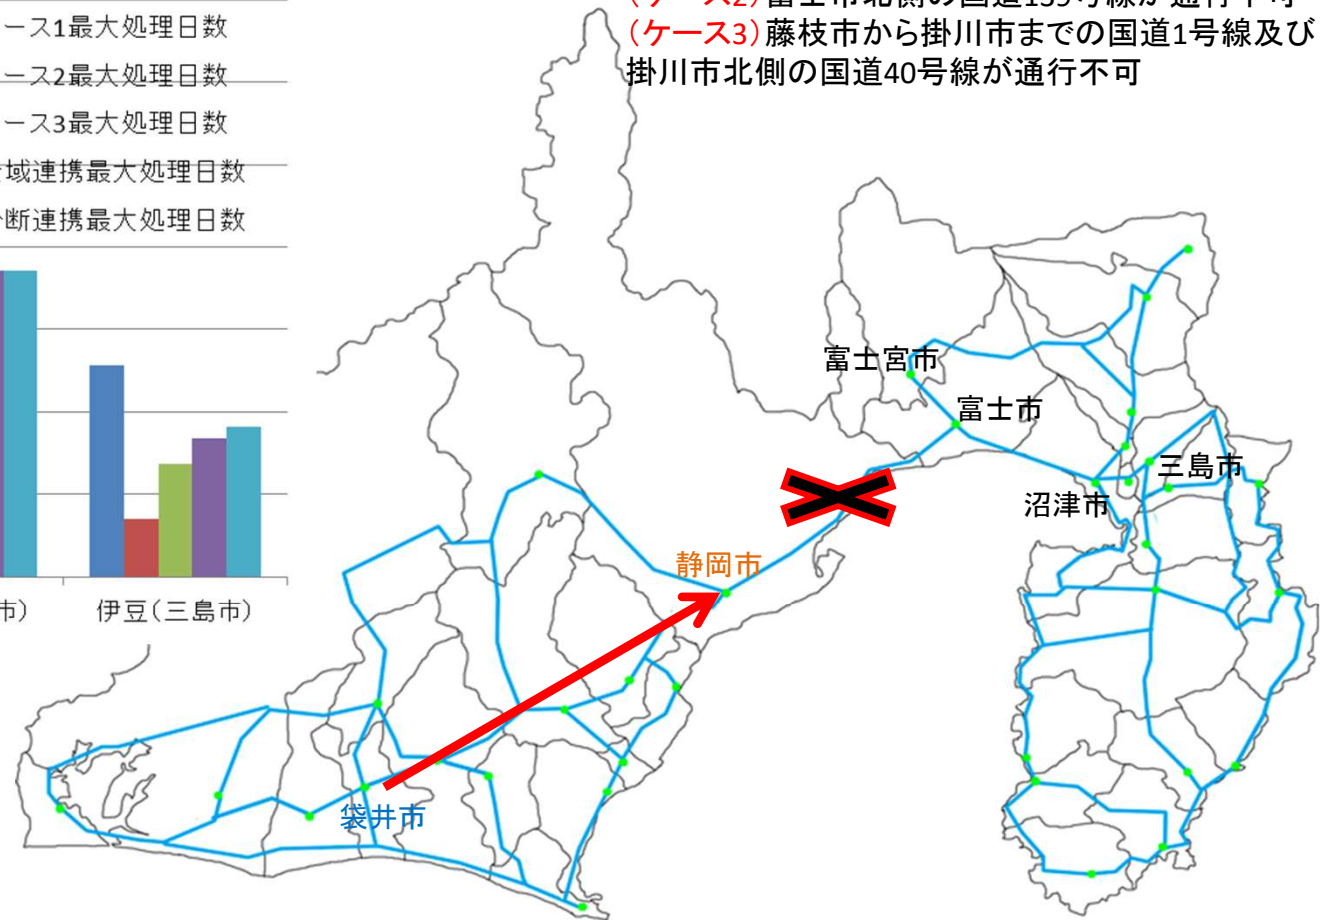 (ケース3)藤枝市から掛川市までの国道1号線及び
掛川市北側の国道40号線が通行不可
ース1最大処理日数
ース2最大処理日数
ース3最大処理日数
域連携最大処理日数
断連携最大処理日数
市)
伊豆(三島市)
富士宮市
富士市
三島市
沼津市
静岡市
袋井市